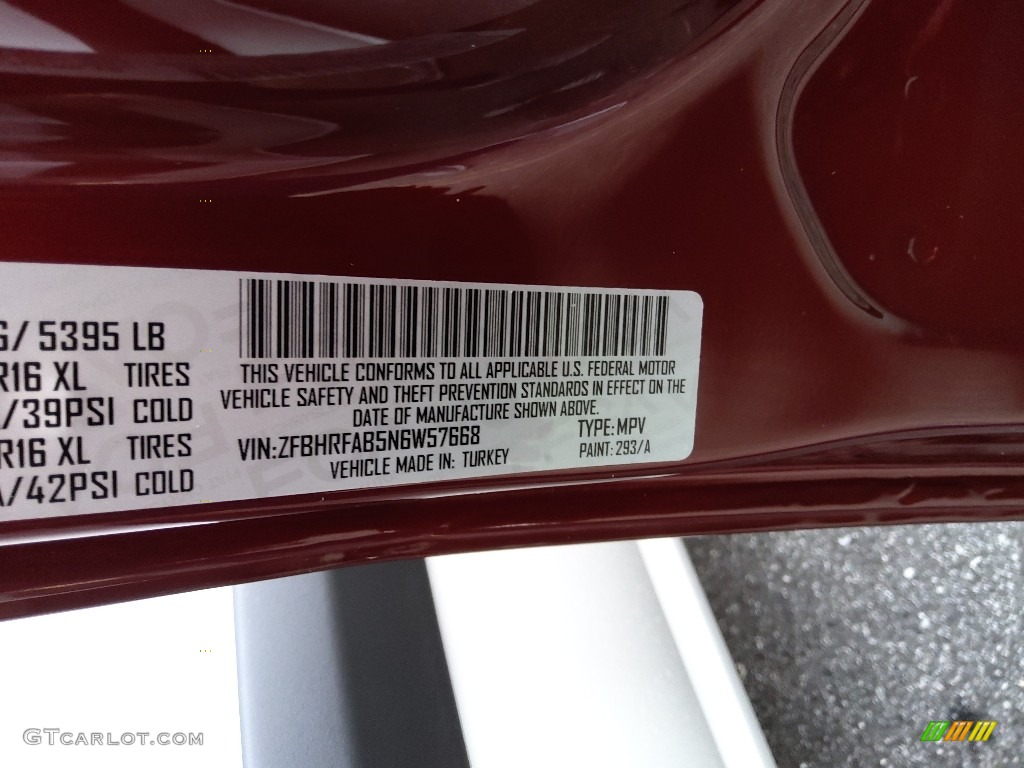 G/ 5395 LB
R16 XL TIRES
/39PSI COLD
R16 XL TIRES
A/42PSI COLD
THIS VEHICLE CONFORMS TO ALL APPLICABLE U.S. FEDERAL MOTOR
VEHICLE SAFETY AND THEFT PREVENTION STANDARDS IN EFFECT ON THE
DATE OF MANUFACTURE SHOWN ABOVE.
VIN:ZFBHRFAB5N6W57668 TYPE:MPV
VEHICLE MADE IN: TURKEY PAINT: 293/A
GTCARLOT.COM